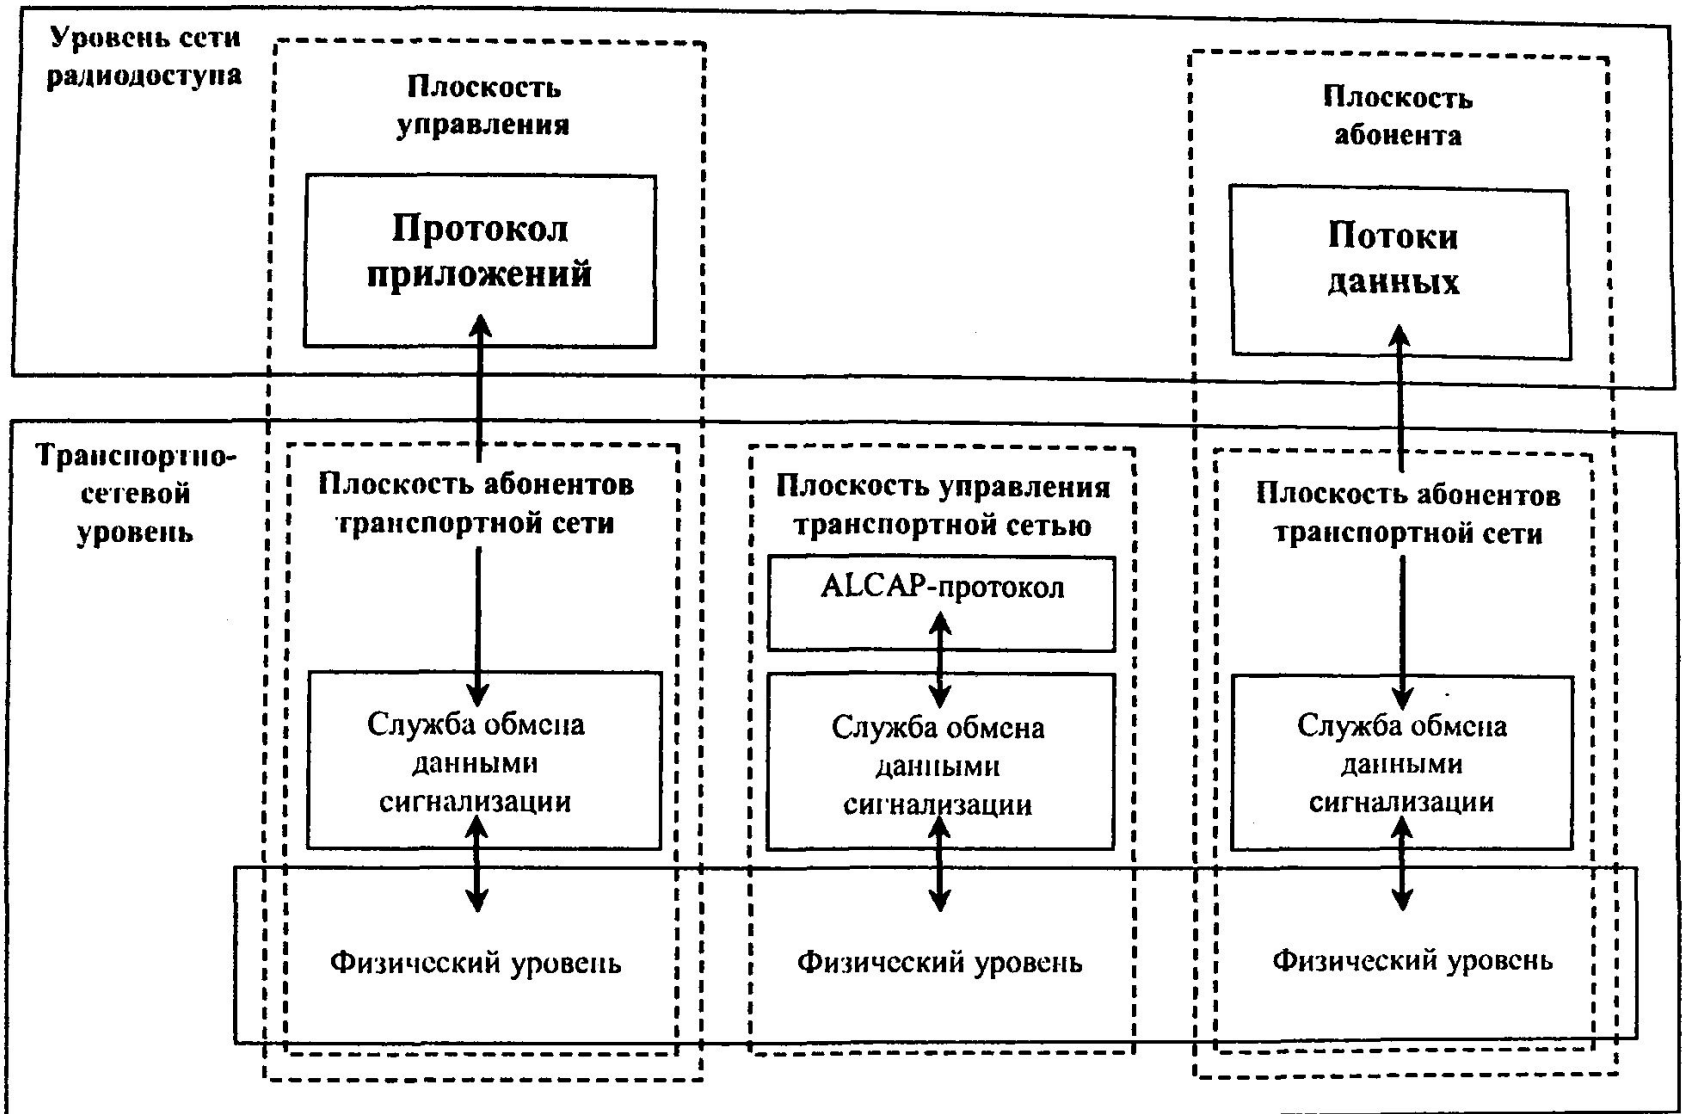 Уровень сети
радиодоступа
Плоскость
управления
Плоскость
абонента
Протокол
приложений
Потоки
данных
Транспортно-
сетевой
уровень
Плоскость абонентов
транспортной сети
Плоскость управления
транспортной сетью
Плоскость абонентов
транспортной сети
ALCAP-протокол
Служба обмена
данными
сигнализации
Служба обмена
данными
сигнализации
Служба обмена
данными
сигнализации
Физический уровень
Физический уровень
Физический уровень